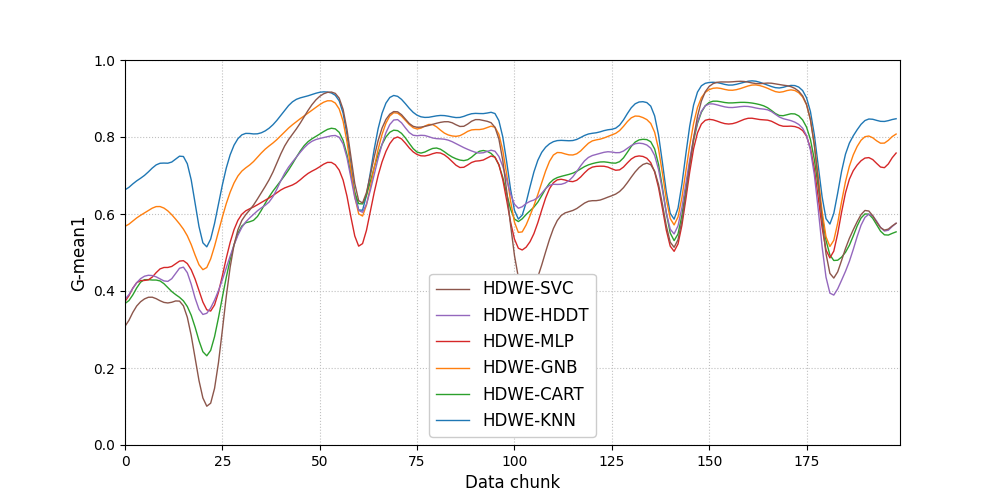 1.0
0.8
0.6
0.4
0.2
0.0
G-mean1
HDWE-SVC
HDWE-HDDT
HDWE-MLP
HDWE-GNB
HDWE-CART
HDWE-KNN
0 25 50 75 100 125 150 175
Data chunk